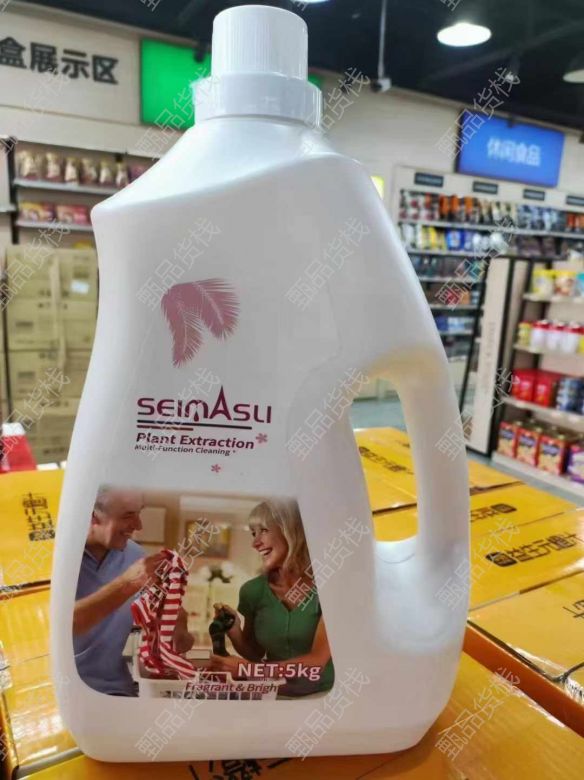 盒展示区
休闲食品
SEIMASU
Plant Extraction
Multi-Function Cleaning
NET:5kg
Fragrant & Brigh
甄品货栈